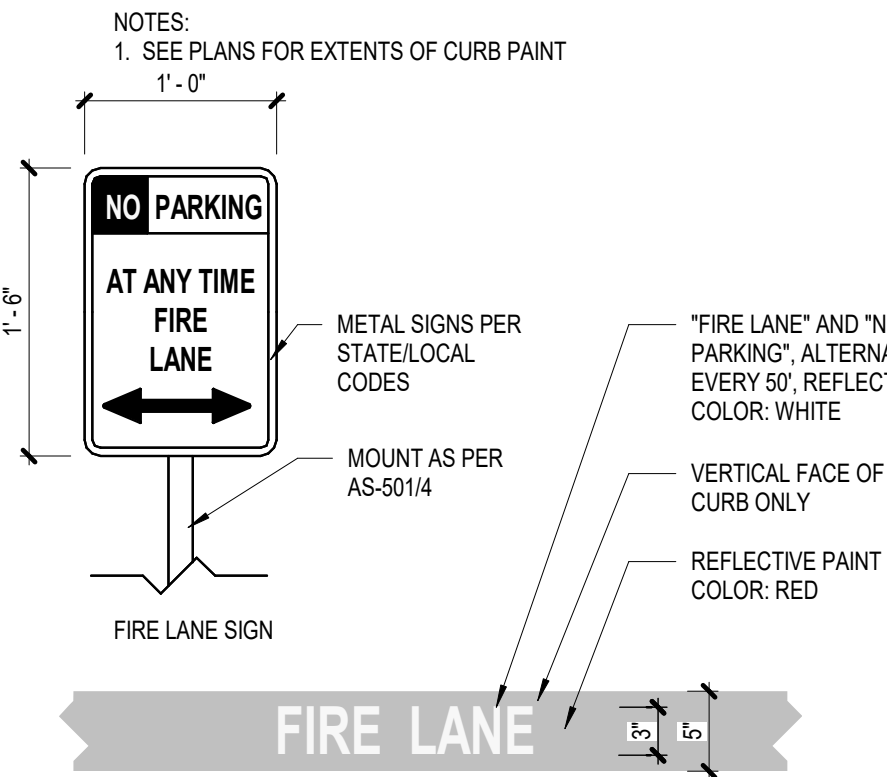 NOTES:
1. SEE PLANS FOR EXTENTS OF CURB PAINT
1' - 0"
1' - 6"
NO PARKING
AT ANY TIME
FIRE
LANE
METAL SIGNS PER
STATE/LOCAL
CODES
MOUNT AS PER
AS-501/4
FIRE LANE SIGN
"FIRE LANE" AND "N
PARKING", ALTERNA
EVERY 50', REFLECT
COLOR: WHITE
VERTICAL FACE OF
CURB ONLY
REFLECTIVE PAINT
COLOR: RED
FIRE LANE
3"
5"